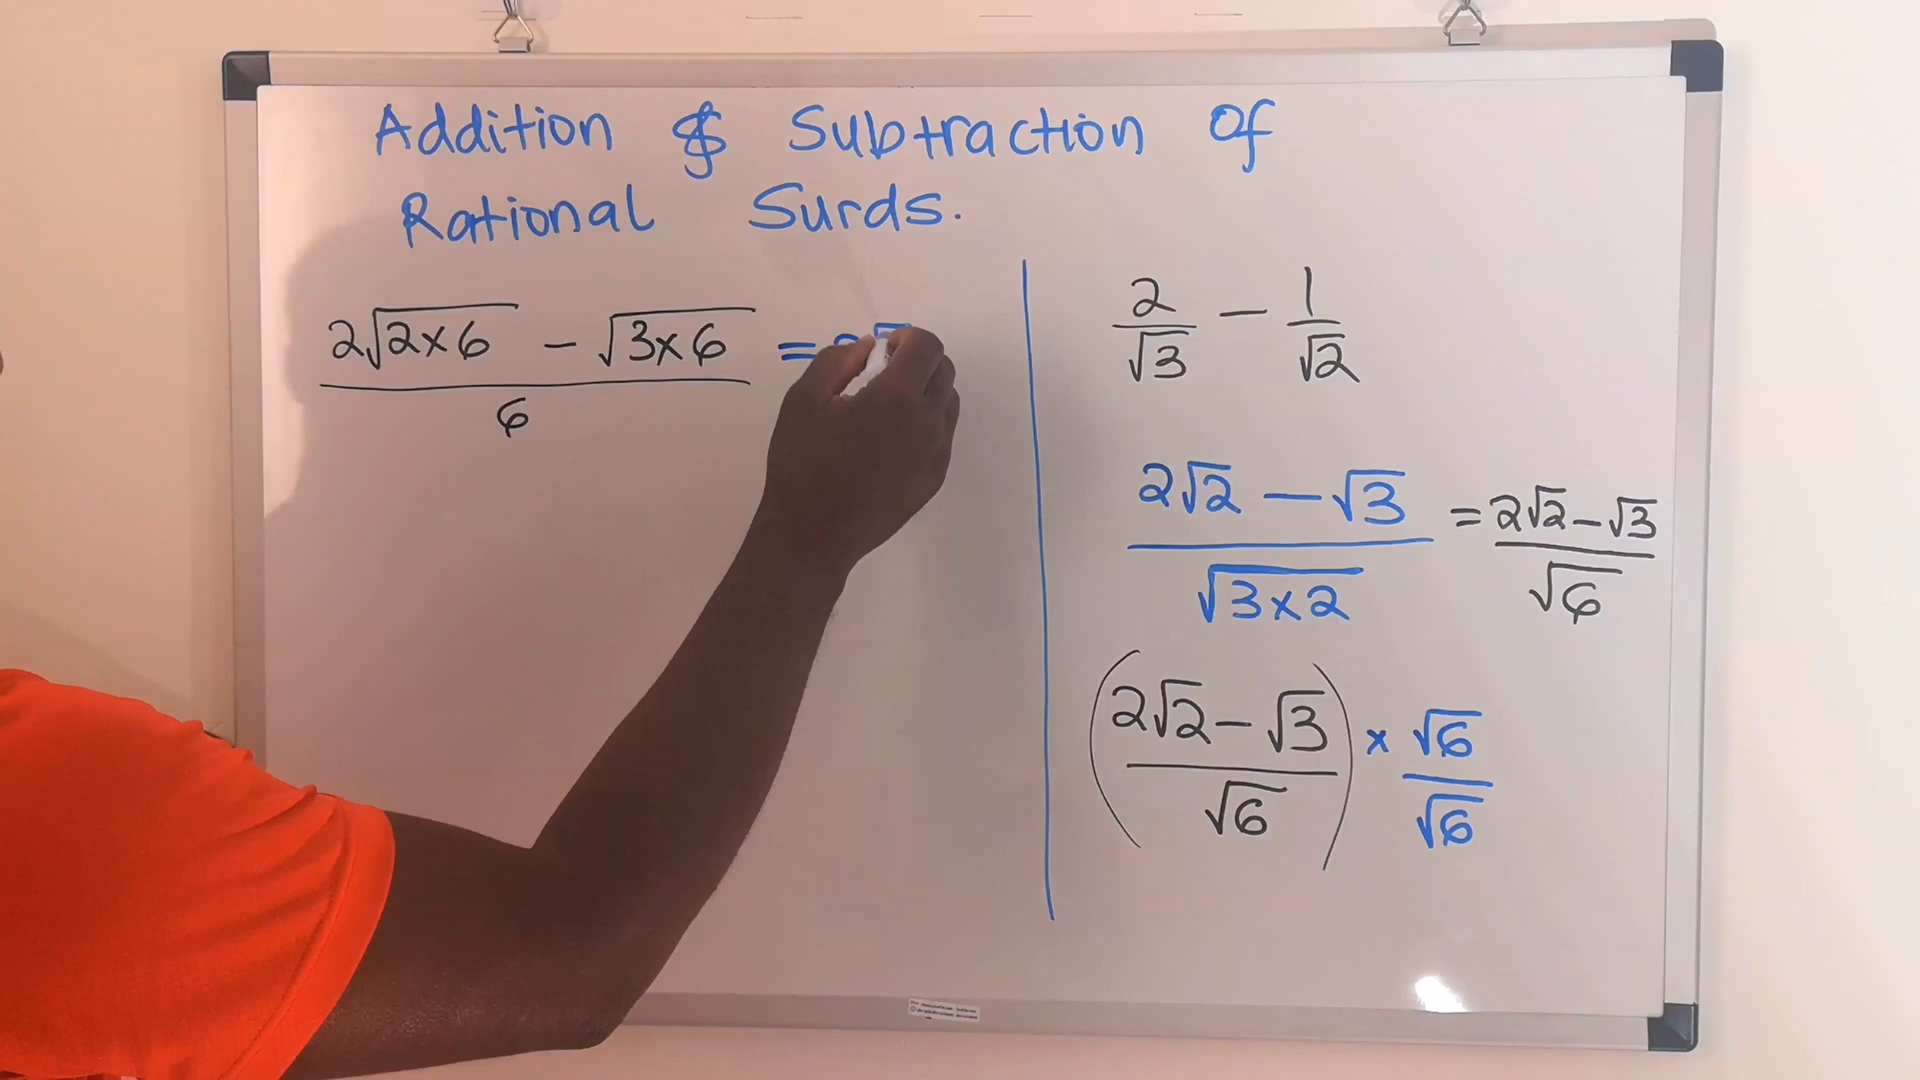 Addition & Subtraction Of
Rational Surds.
2√2×6 − √3×6 =
6
2 − 1
√3 √2
2√2 − √3 = 2√2 − √3
√3×2 √6
(2√2 − √3) × √6
√6 √6